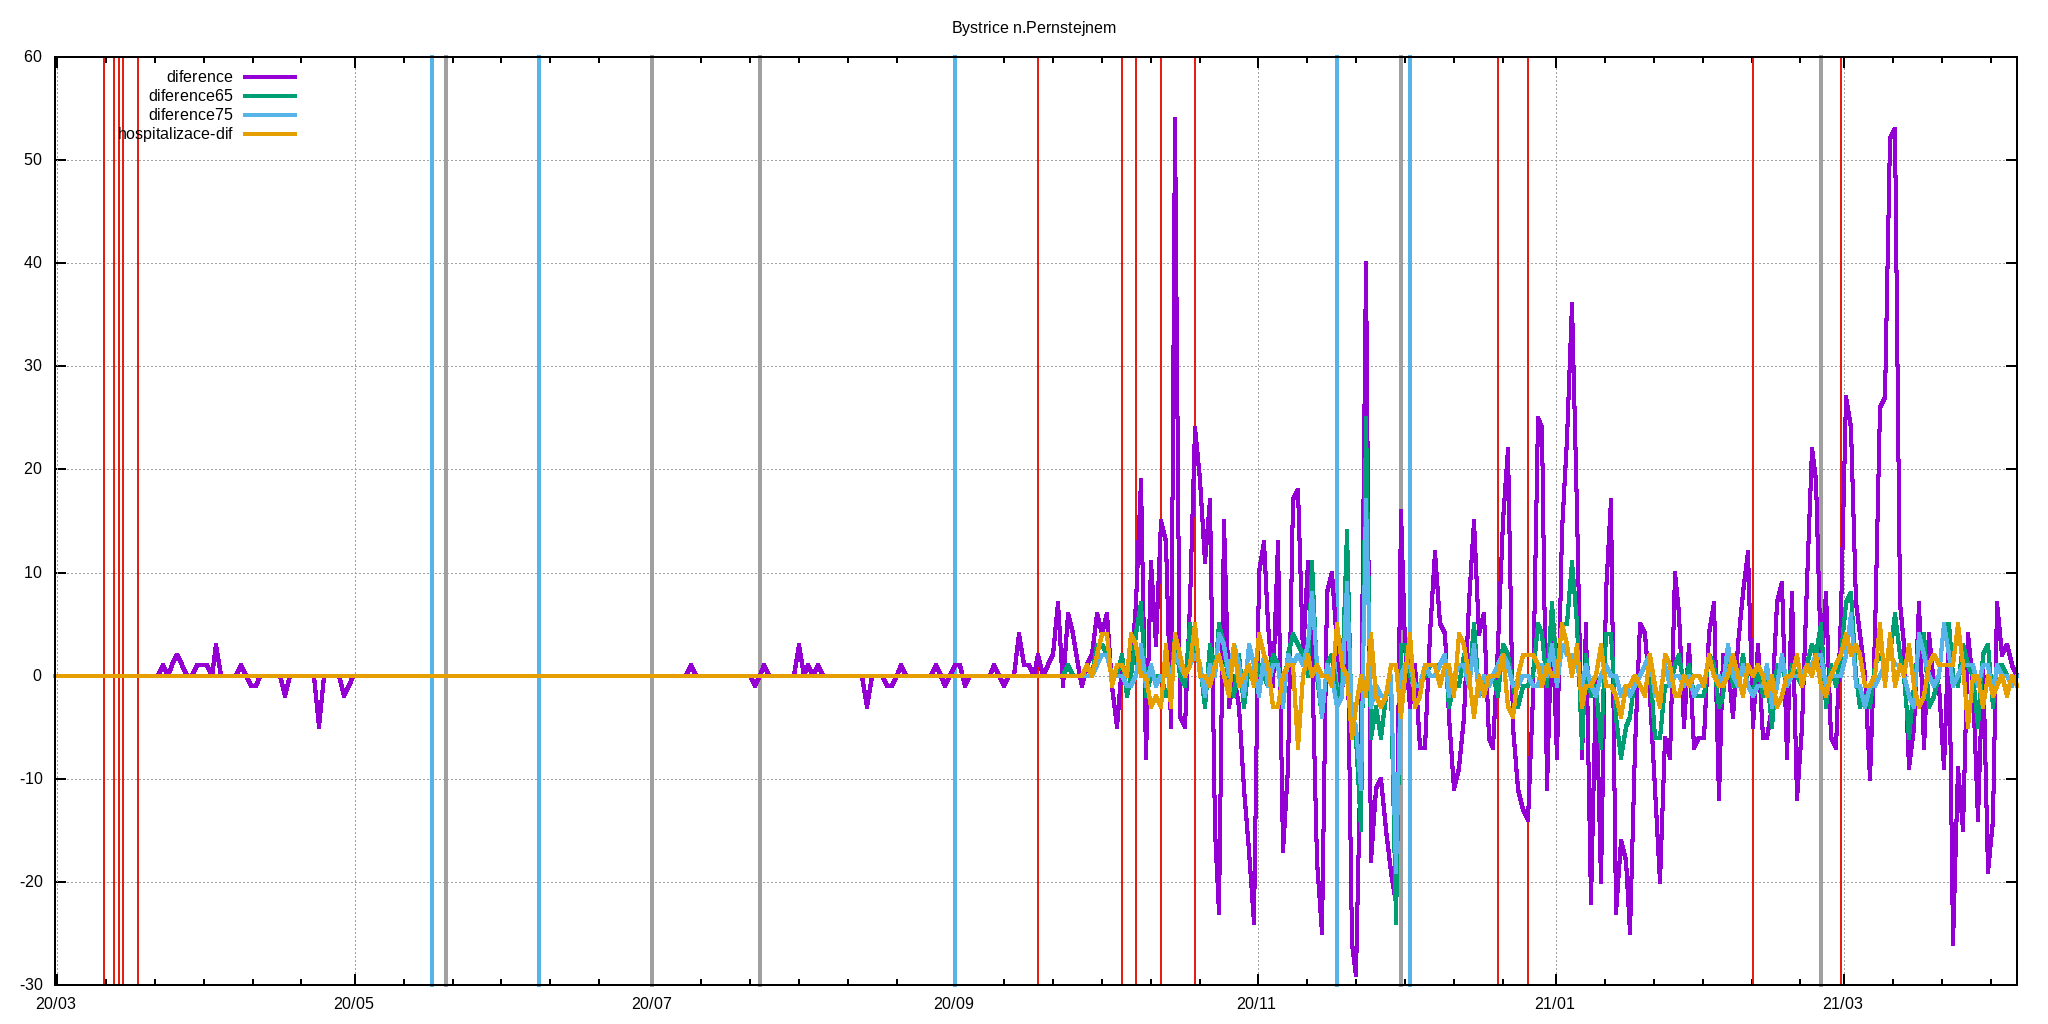 Bystrice n.Pernstejnem
60
50
40
30
20
10
0
-10
-20
-30
diference
diference65
diference75
hospitalizace-dif
20/03 20/05 20/07 20/09 20/11 21/01 21/03